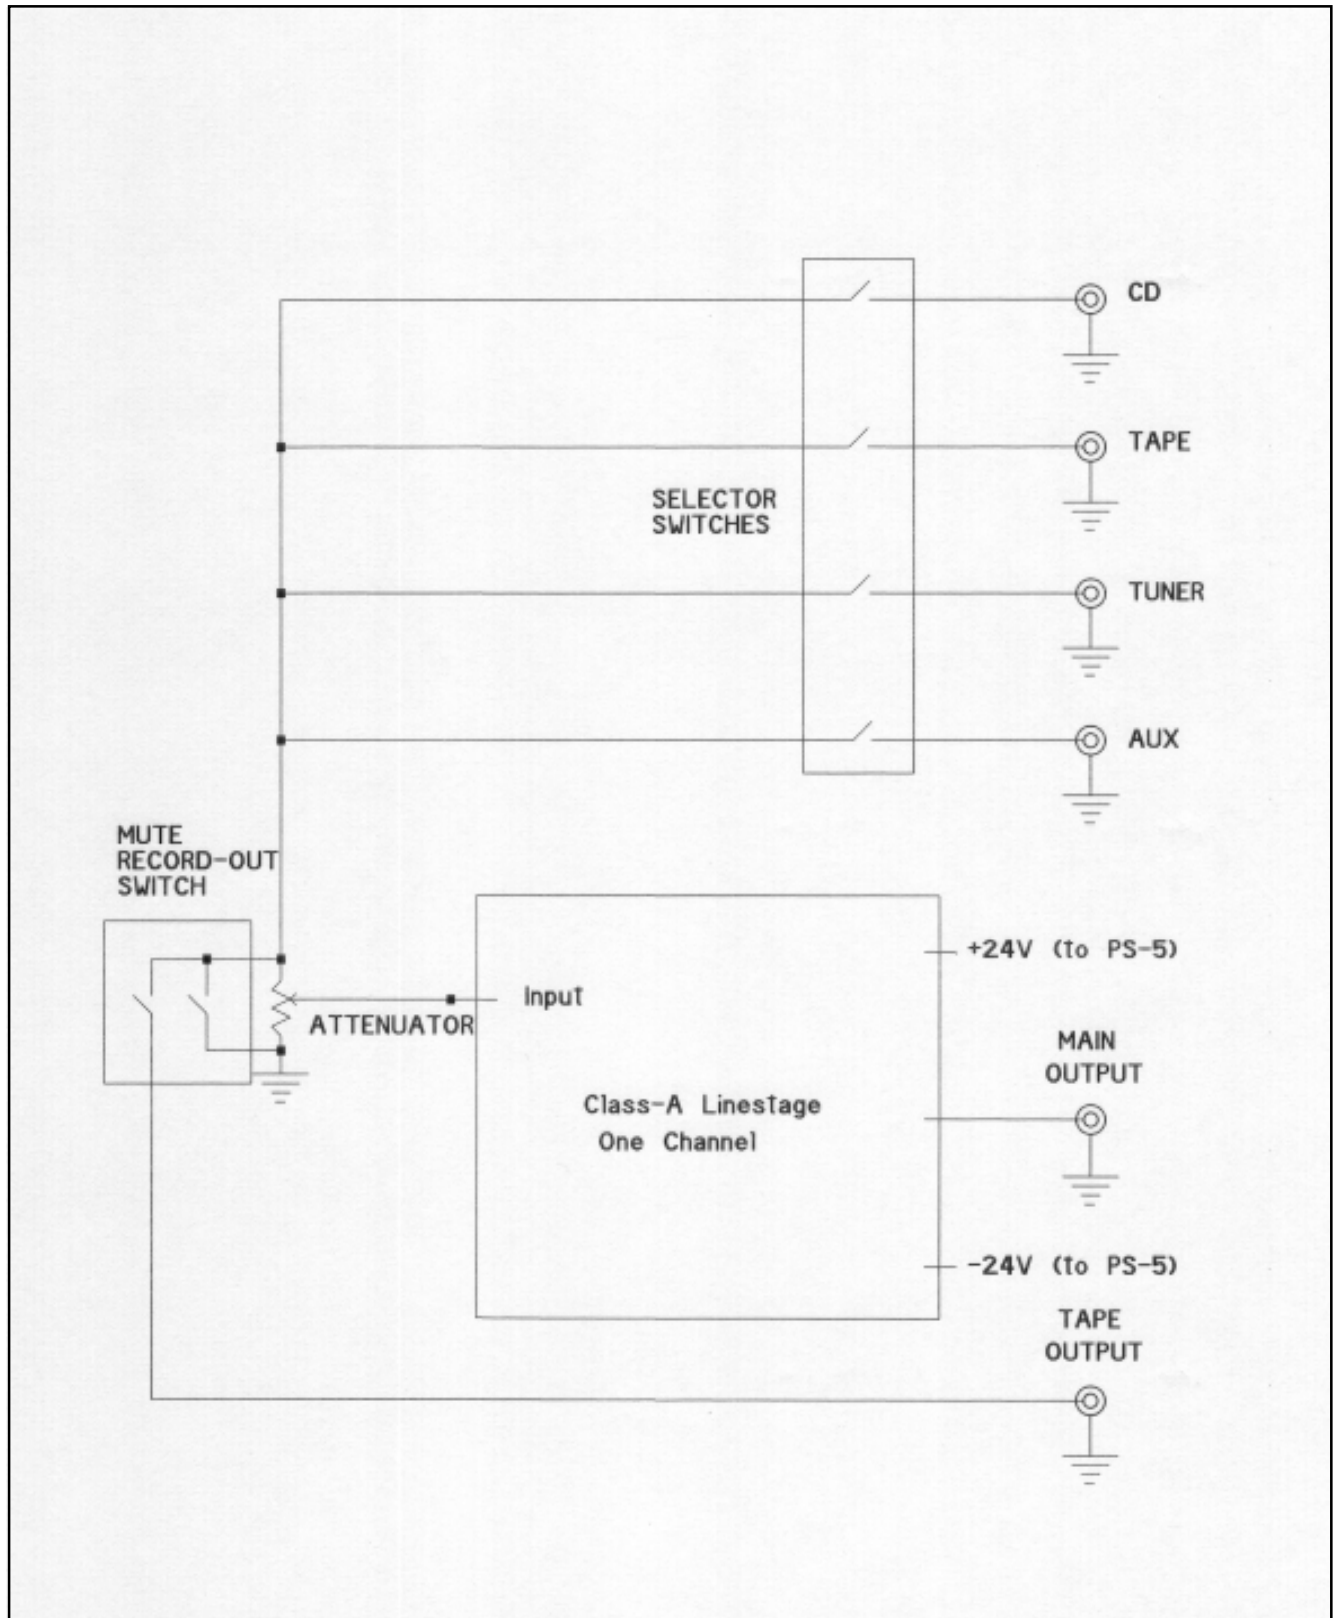 CD
TAPE
SELECTOR
SWITCHES
TUNER
AUX
MUTE
RECORD-OUT
SWITCH
+24V (to PS-5)
Input
ATTENUATOR
MAIN
OUTPUT
Class-A Linestage
One Channel
-24V (to PS-5)
TAPE
OUTPUT